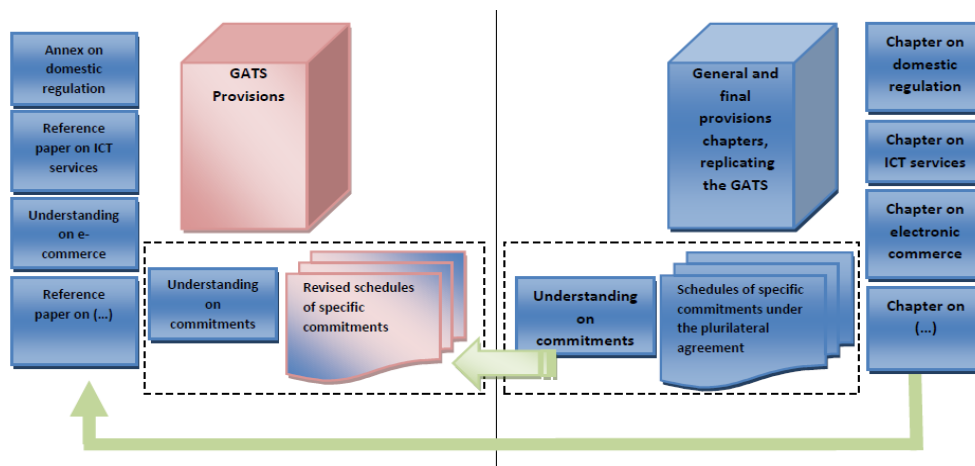 Annex on
domestic
regulation
Reference
paper on ICT
services
Understanding
on e-
commerce
Reference
paper on (...)
GATS
Provisions
Understanding
on
commitments
Revised schedules
of specific
commitments
General and
final
provisions
chapters,
replicating
the GATS
Understanding
on
commitments
Schedules of specific
commitments under
the plurilateral
agreement
Chapter on
domestic
regulation
Chapter on
ICT services
Chapter on
electronic
commerce
Chapter on
(...)